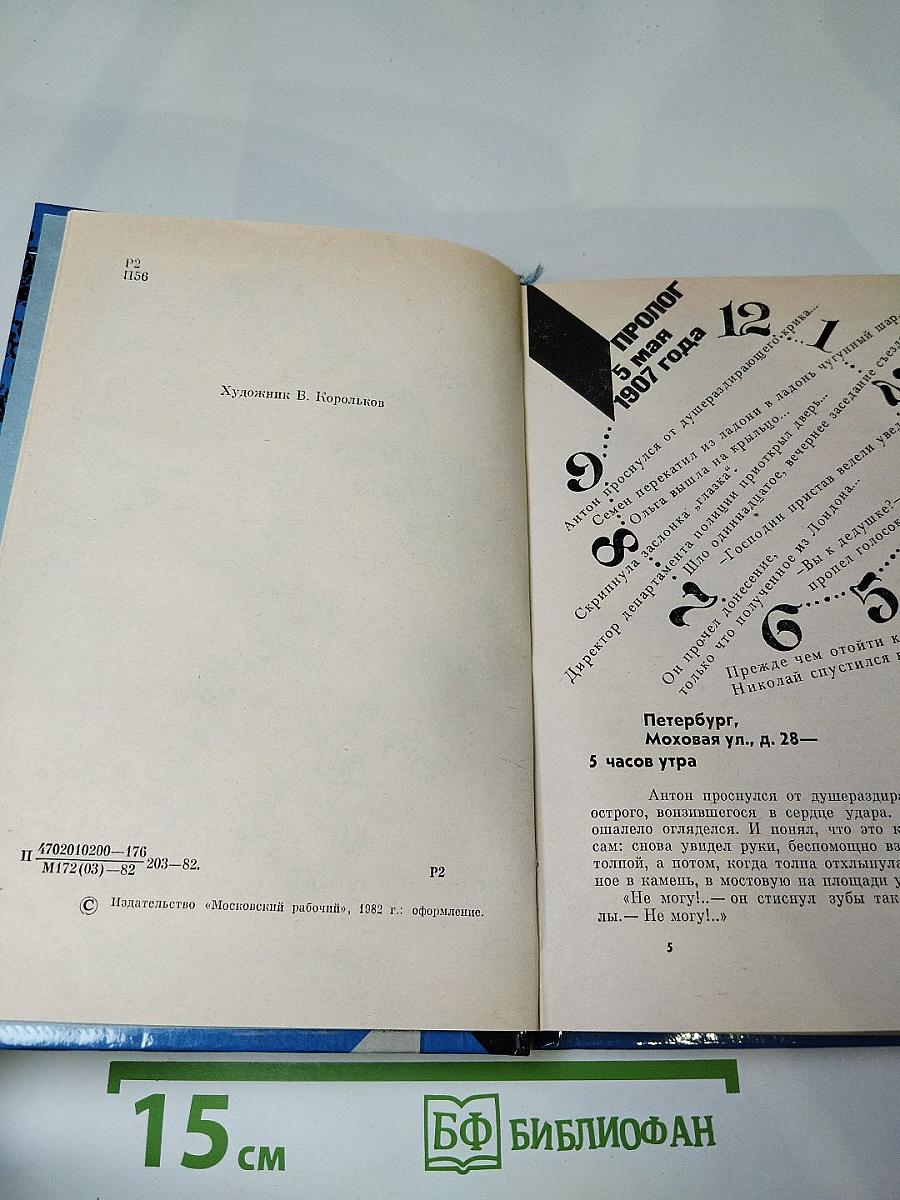 Р2
П56
Художник В. Корольков
П 4702010200—176
М172(03)—82 203—82.
Р2
© Издательство «Московский рабочий», 1982 г.: оформление.
ПРОЛОГ
5 мая
1907 года
12
1
2
9
8
7
6
5
Антон проснулся от душераздирающего крика...
Семен перекатил из ладони в ладонь чугунный шар
Ольга вышла на крыльцо...
Скрипнула заслонка „глазка“.
Директор департамента полиции приоткрыл дверь...
Шло одиннадцатое, вечернее заседание
—Господин пристав велели
Он прочел донесение,
только что полученное из Лондона...
—Вы к дедушке?—
пропел
Прежде чем отойти
Николай спустился
Петербург,
Моховая ул., д. 28—
5 часов утра
Антон проснулся от
острого, вонзившегося в сердце удара.
ошалело огляделся. И понял, что это
сам: снова увидел руки, беспомощно
толпой, а потом, когда толпа
ное в камень, в мостовую на площади
«Не могу!..— он стиснул зубы
лы.— Не могу!..»
5
15 см
БФ БИБЛИОФАН